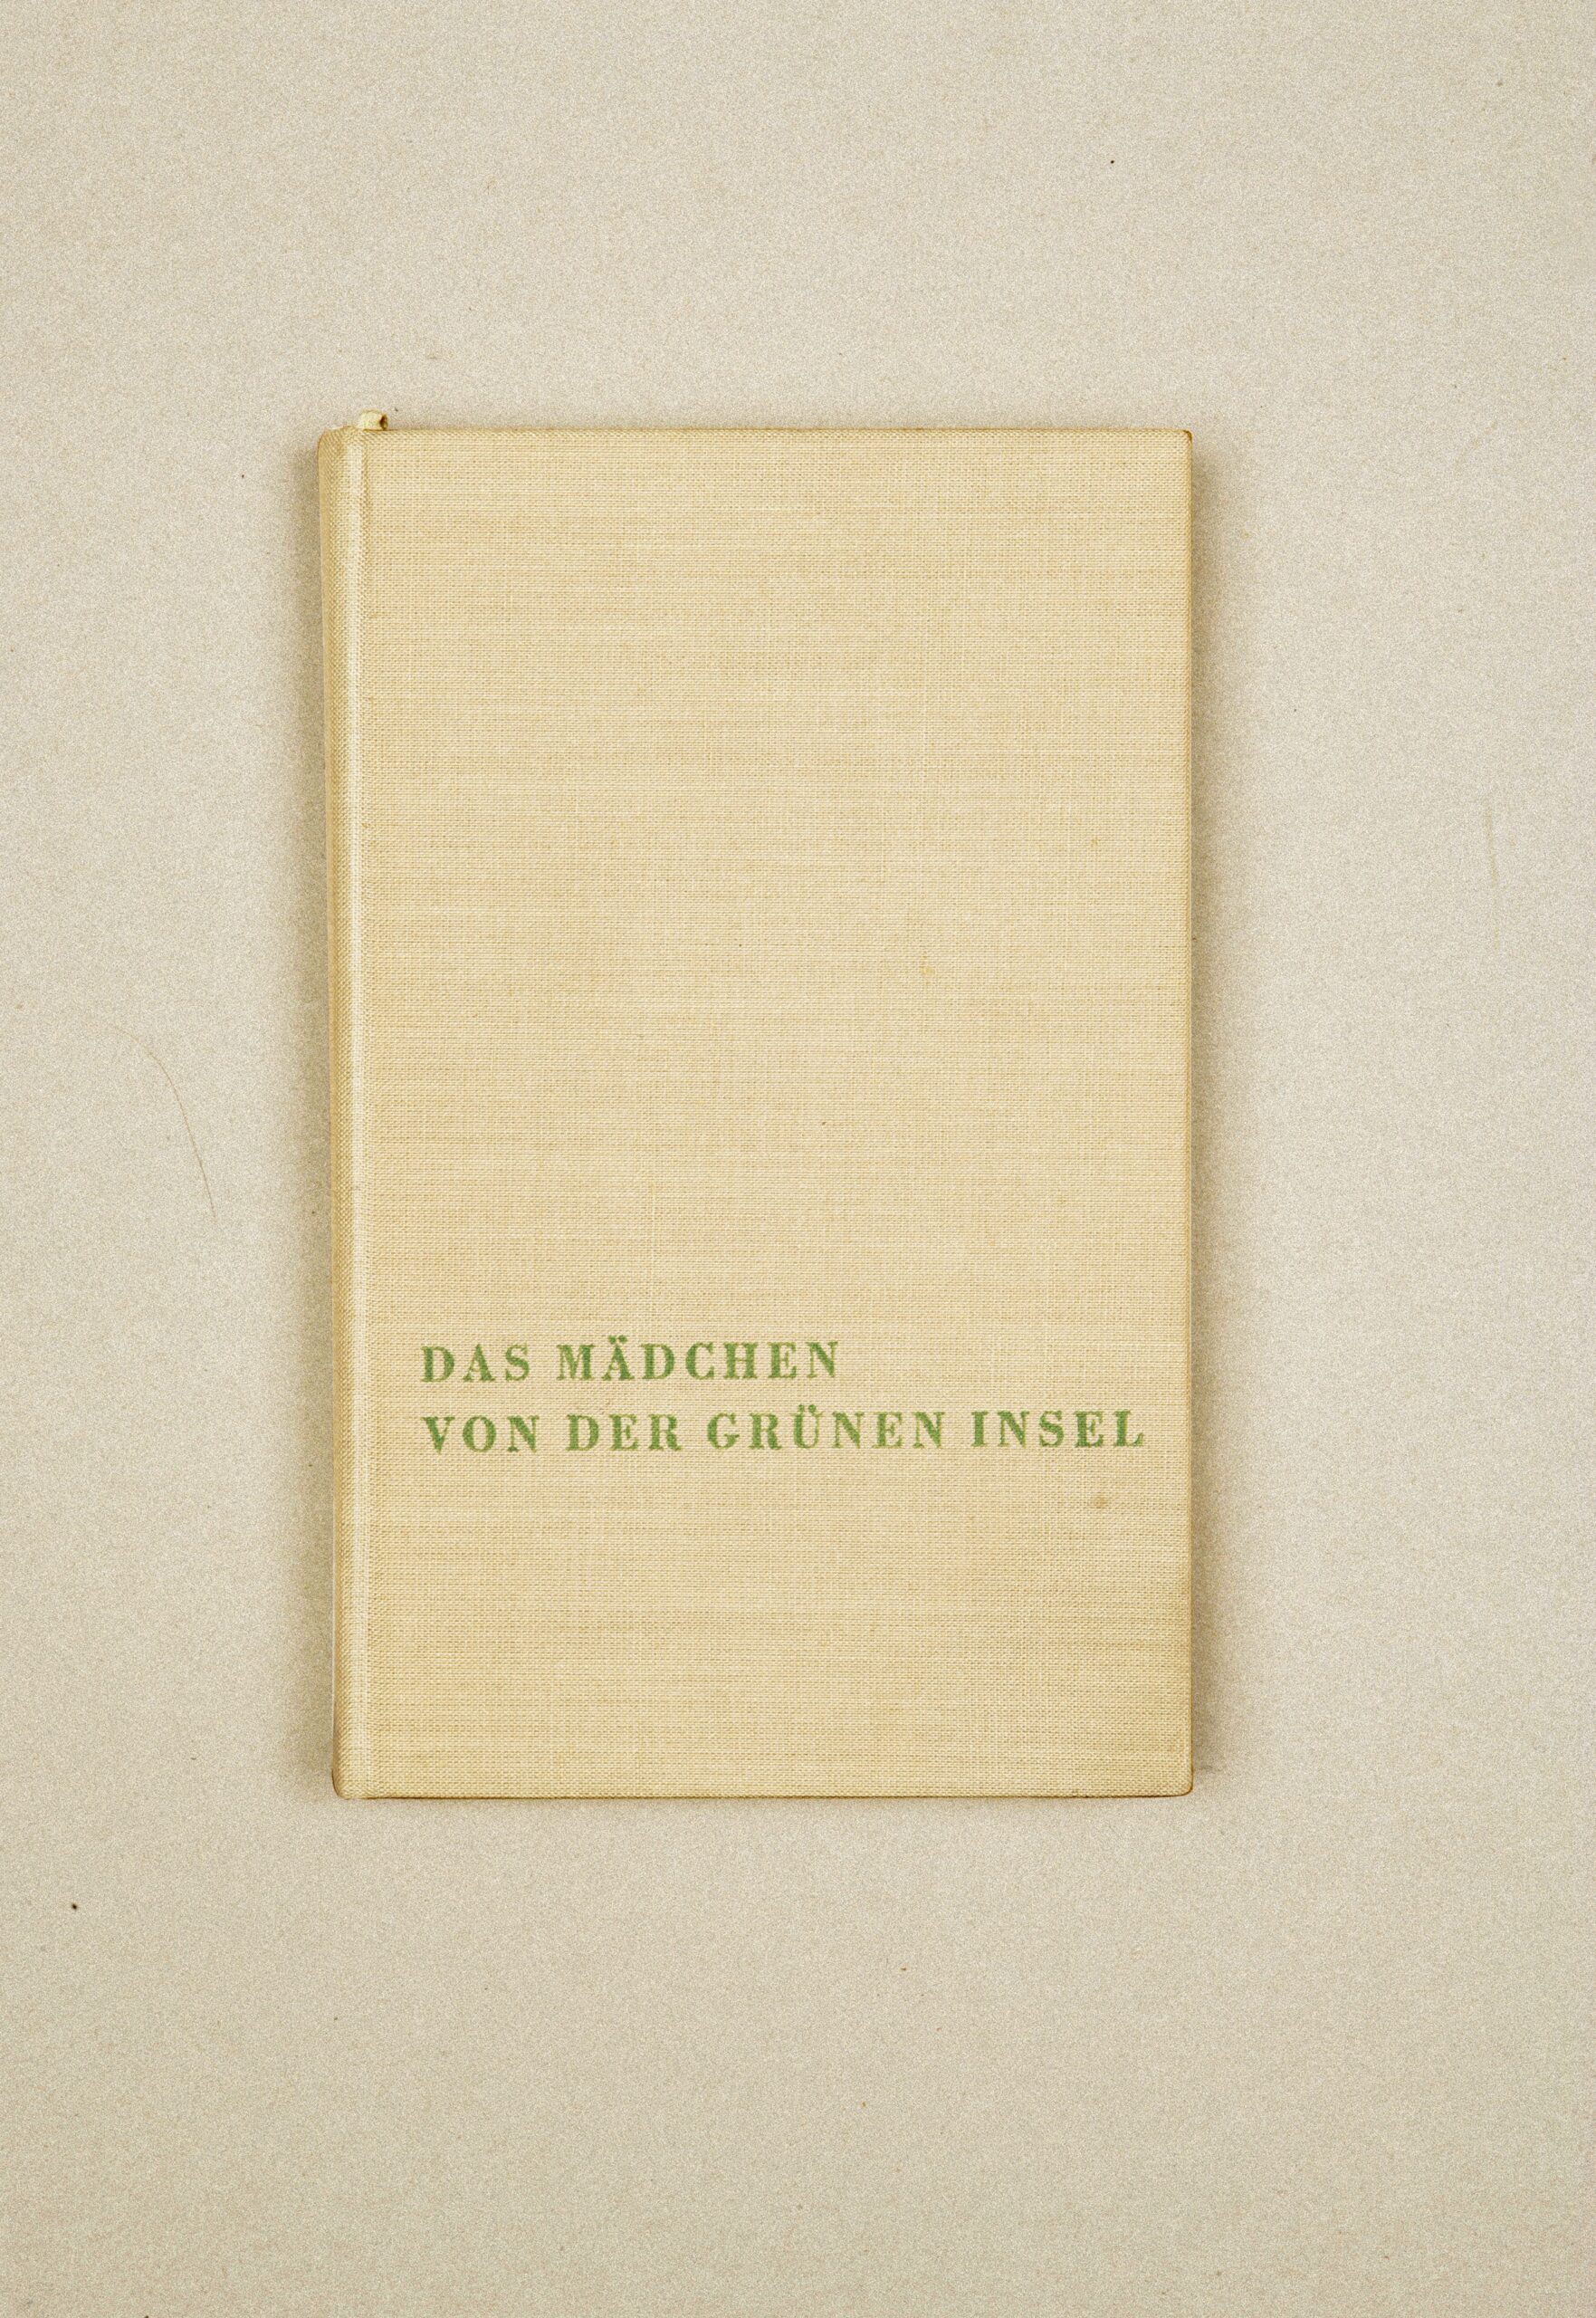 DAS MÄDCHEN
VON DER GRÜNEN INSEL